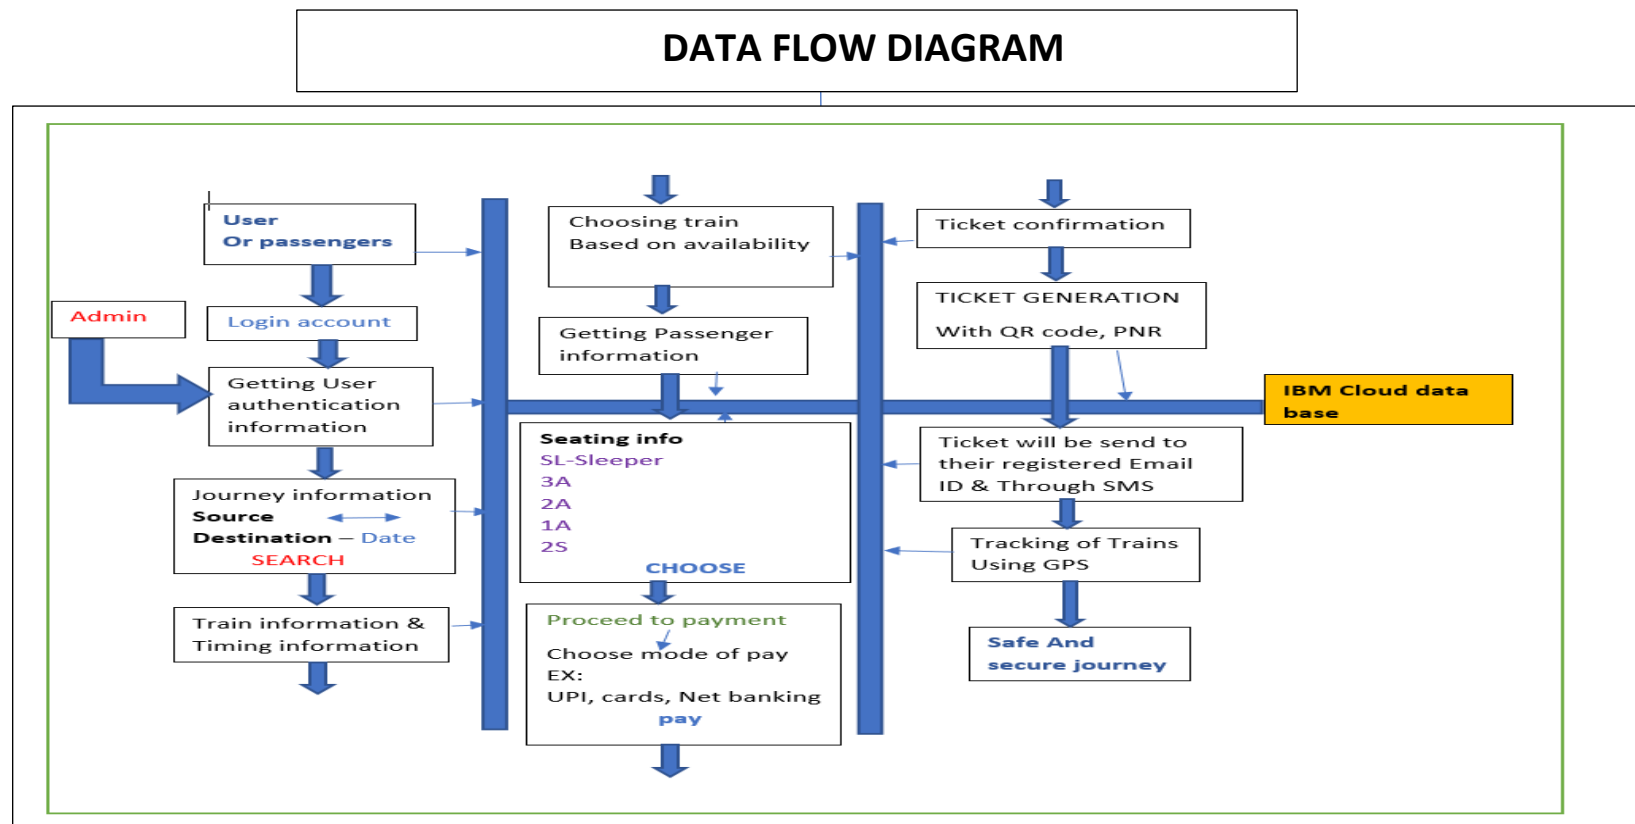 DATA FLOW DIAGRAM
User
Or passengers
Admin
Login account
Getting User
authentication
information
Journey information
Source
Destination – Date
SEARCH
Train information &
Timing information
Choosing train
Based on availability
Getting Passenger
information
Seating info
SL-Sleeper
3A
2A
1A
2S
CHOOSE
Proceed to payment
Choose mode of pay
EX:
UPI, cards, Net banking
pay
Ticket confirmation
TICKET GENERATION
With QR code, PNR
IBM Cloud data
base
Ticket will be send to
their registered Email
ID & Through SMS
Tracking of Trains
Using GPS
Safe And
secure journey